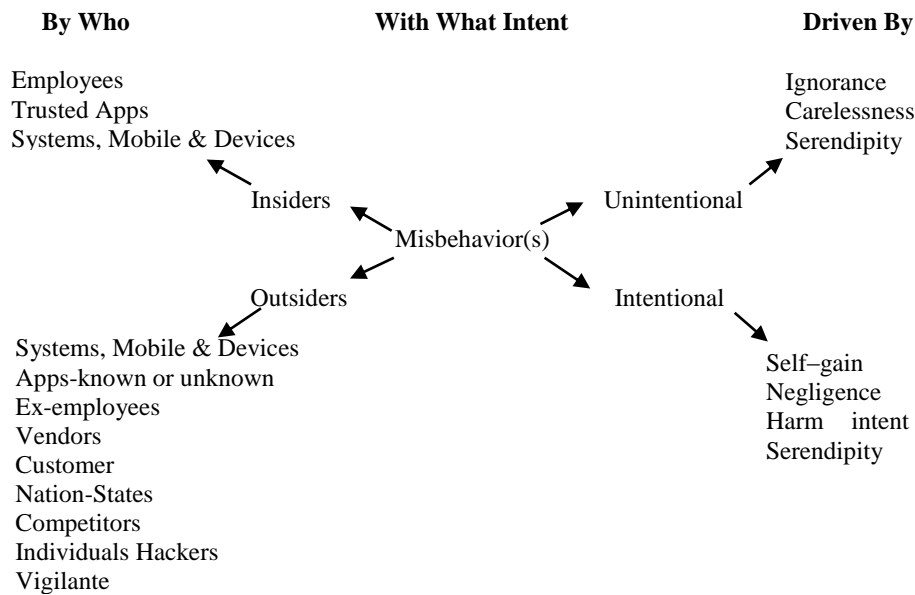 By Who With What Intent Driven By
Employees
Trusted Apps
Systems, Mobile & Devices
Ignorance
Carelessness
Serendipity
Insiders
Unintentional
Misbehavior(s)
Outsiders
Intentional
Systems, Mobile & Devices
Apps-known or unknown
Ex-employees
Vendors
Customer
Nation-States
Competitors
Individuals Hackers
Vigilante
Self–gain
Negligence
Harm intent
Serendipity